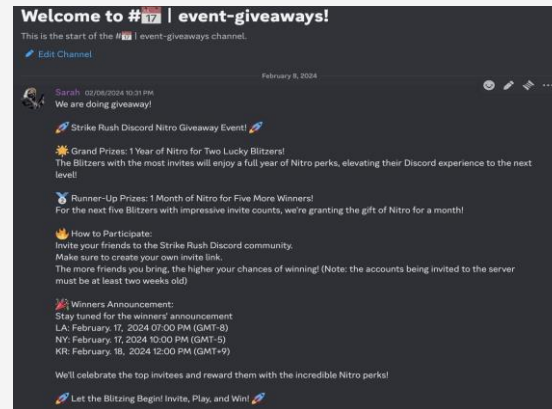 Welcome to #📅 | event-giveaways!
This is the start of the #📅 | event-giveaways channel.
Edit Channel
February 8, 2024
Sarah 02/08/2024 10:31 PM
We are doing giveaway!
🚀 Strike Rush Discord Nitro Giveaway Event! 🚀
🌟 Grand Prizes: 1 Year of Nitro for Two Lucky Blitzers!
The Blitzers with the most invites will enjoy a full year of Nitro perks, elevating their Discord experience to the next
level!
🥈 Runner-Up Prizes: 1 Month of Nitro for Five More Winners!
For the next five Blitzers with impressive invite counts, we're granting the gift of Nitro for a month!
🔥 How to Participate:
Invite your friends to the Strike Rush Discord community.
Make sure to create your own invite link.
The more friends you bring, the higher your chances of winning! (Note: the accounts being invited to the server
must be at least two weeks old)
🎉 Winners Announcement:
Stay tuned for the winners' announcement
LA: February. 17, 2024 07:00 PM (GMT-8)
NY: February. 17, 2024 10:00 PM (GMT-5)
KR: February. 18, 2024 12:00 PM (GMT+9)
We'll celebrate the top invitees and reward them with the incredible Nitro perks!
🚀 Let the Blitzing Begin! Invite, Play, and Win! 🚀